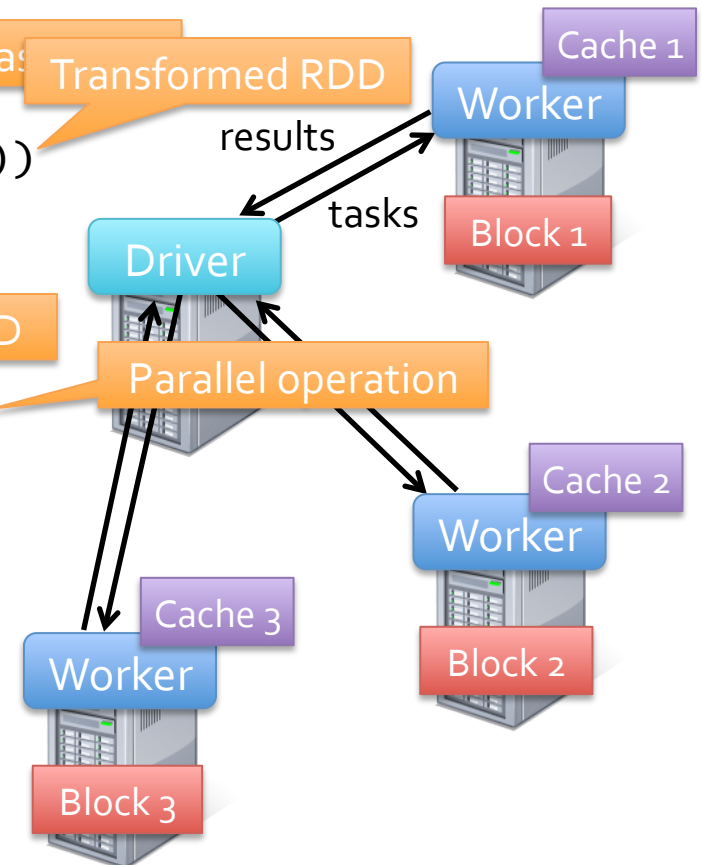 Cache 1
Transformed RDD
Worker
results
))
tasks
Block 1
Driver
Parallel operation
Cache 2
Worker
Cache 3
Block 2
Worker
Block 3